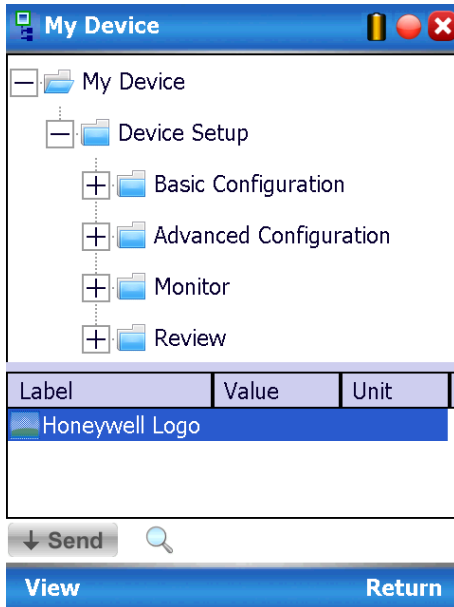 My Device
My Device
Device Setup
Basic Configuration
Advanced Configuration
Monitor
Review
Label Value Unit
Honeywell Logo
Send
View Return